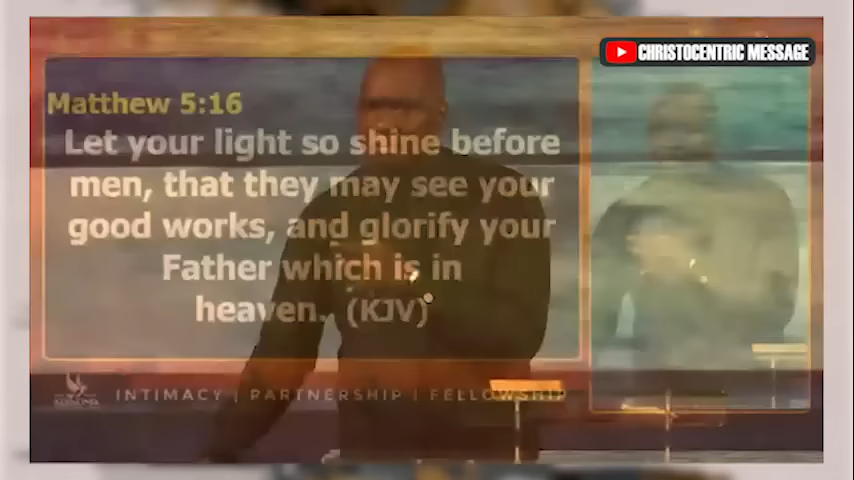 CHRISTOCENTRIC MESSAGE
Matthew 5:16
Let your light so shine before
men, that they may see your
good works, and glorify your
Father which is in
heaven. (KJV)
INTIMACY | PARTNERSHIP | FELLOWSHIP